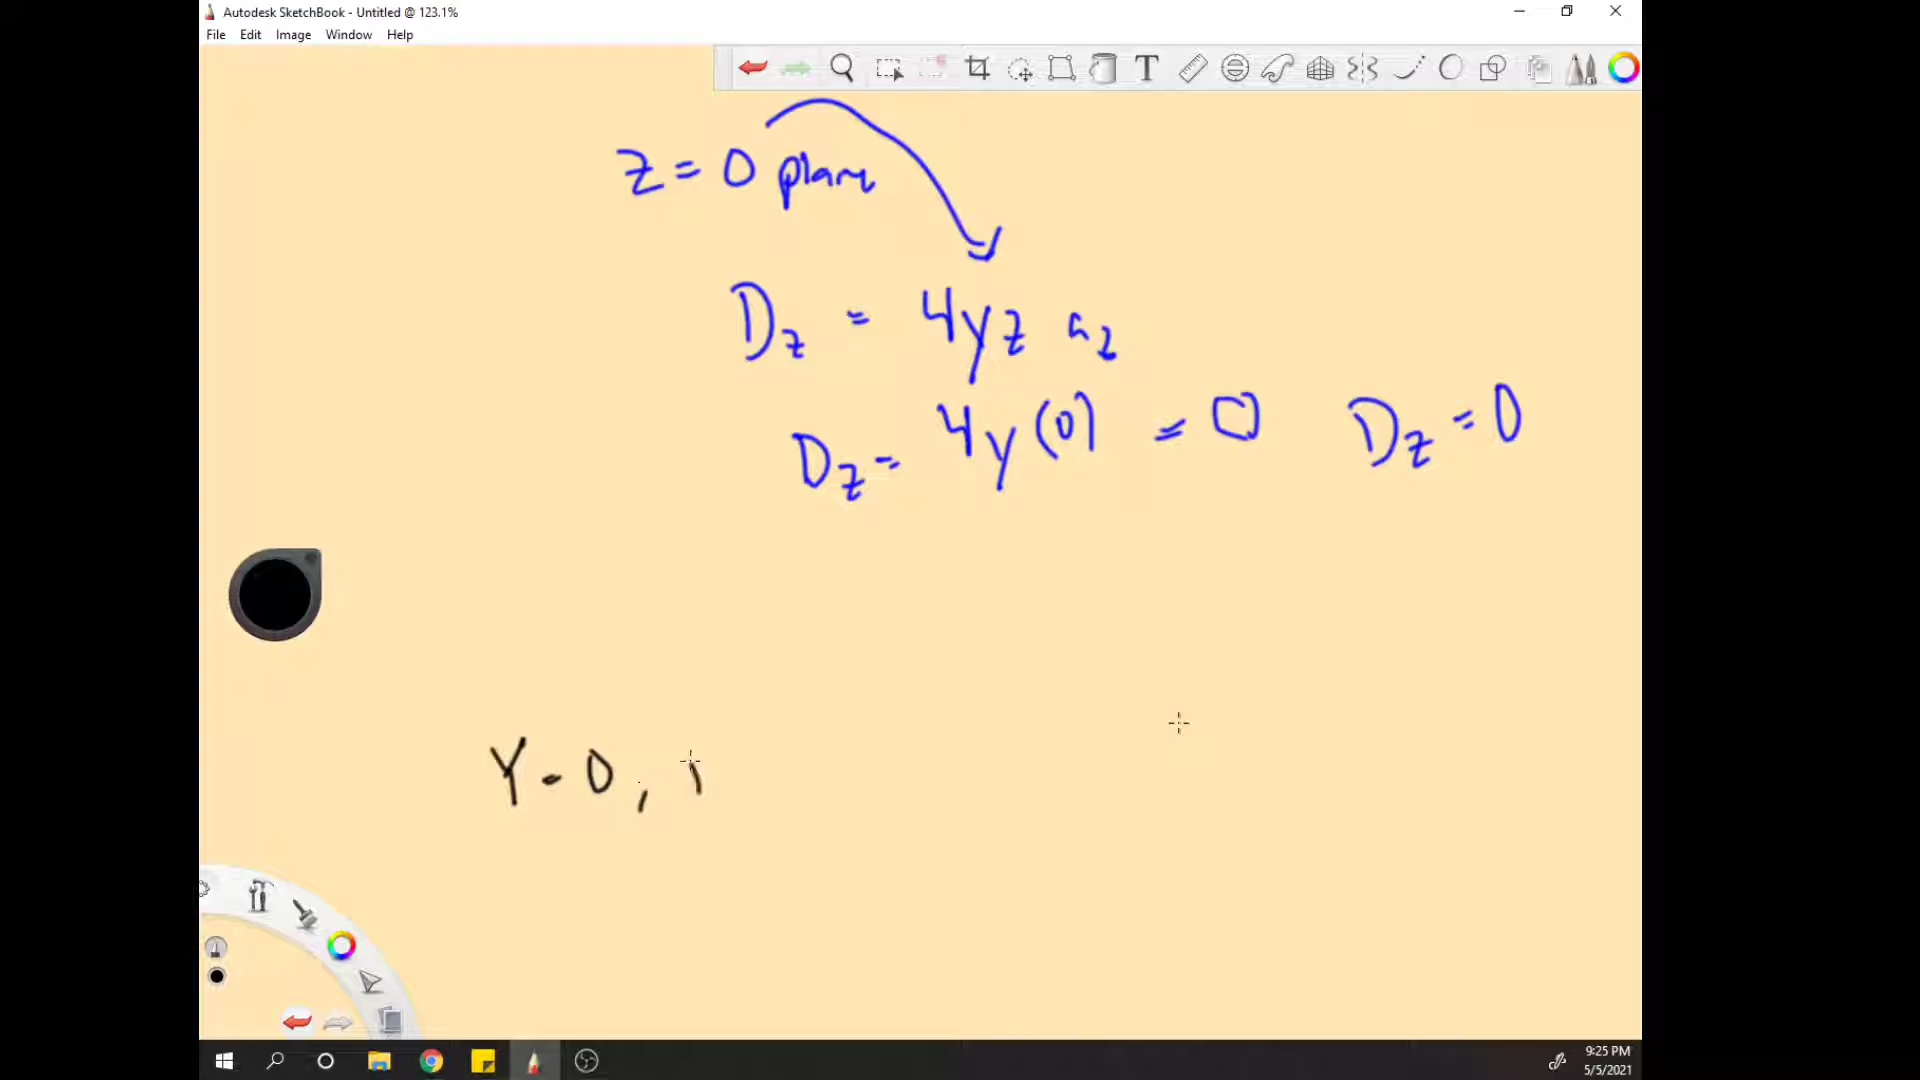 Autodesk SketchBook - Untitled @ 123.1%
File Edit Image Window Help
T
z = 0 plane
Dz = 4yz az
Dz = 4y(0) = 0 Dz = 0
Y - 0 ,
9:25 PM
5/5/2021